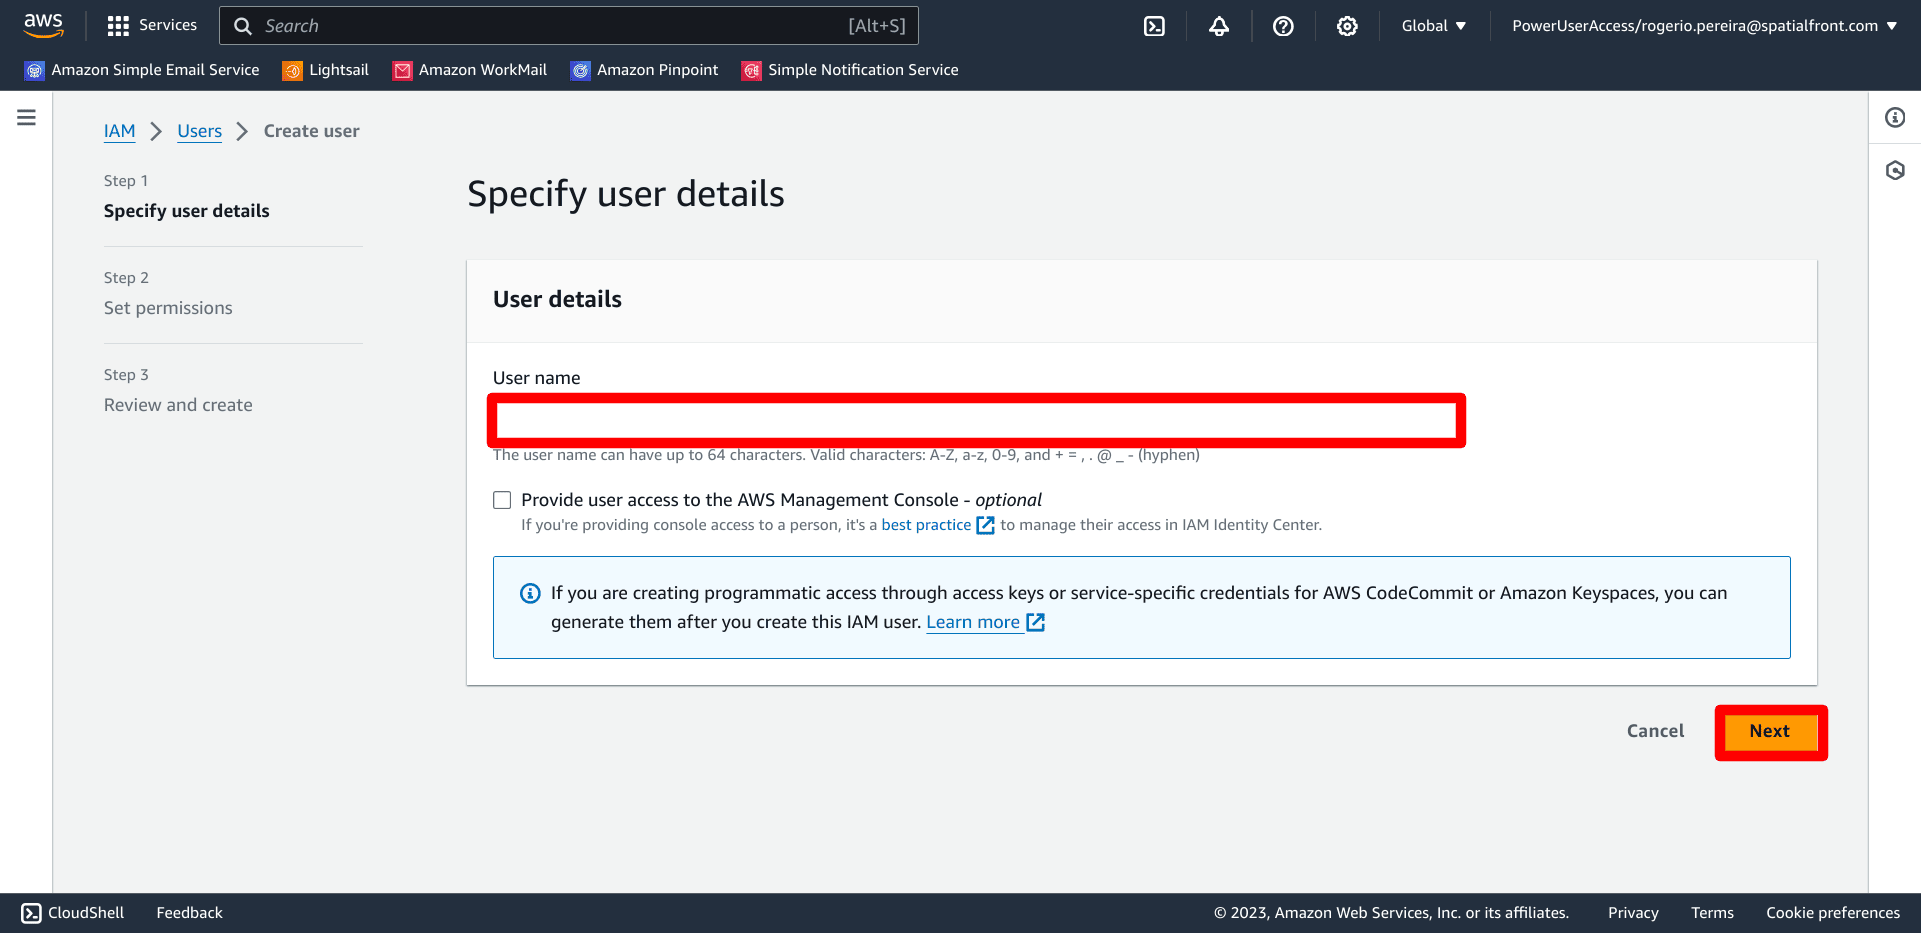 aws
Services
Search
[Alt+S]
Global
PowerUserAccess/rogerio.pereira@spatialfront.com
Amazon Simple Email Service
Lightsail
Amazon WorkMail
Amazon Pinpoint
Simple Notification Service
IAM
Users
Create user
Step 1
Specify user details
Step 2
Set permissions
Step 3
Review and create
Specify user details
User details
User name
The user name can have up to 64 characters. Valid characters: A-Z, a-z, 0-9, and + = , . @ _ - (hyphen)
Provide user access to the AWS Management Console - optional
If you're providing console access to a person, it's a best practice to manage their access in IAM Identity Center.
If you are creating programmatic access through access keys or service-specific credentials for AWS CodeCommit or Amazon Keyspaces, you can
generate them after you create this IAM user. Learn more
Cancel
Next
CloudShell
Feedback
© 2023, Amazon Web Services, Inc. or its affiliates.
Privacy
Terms
Cookie preferences